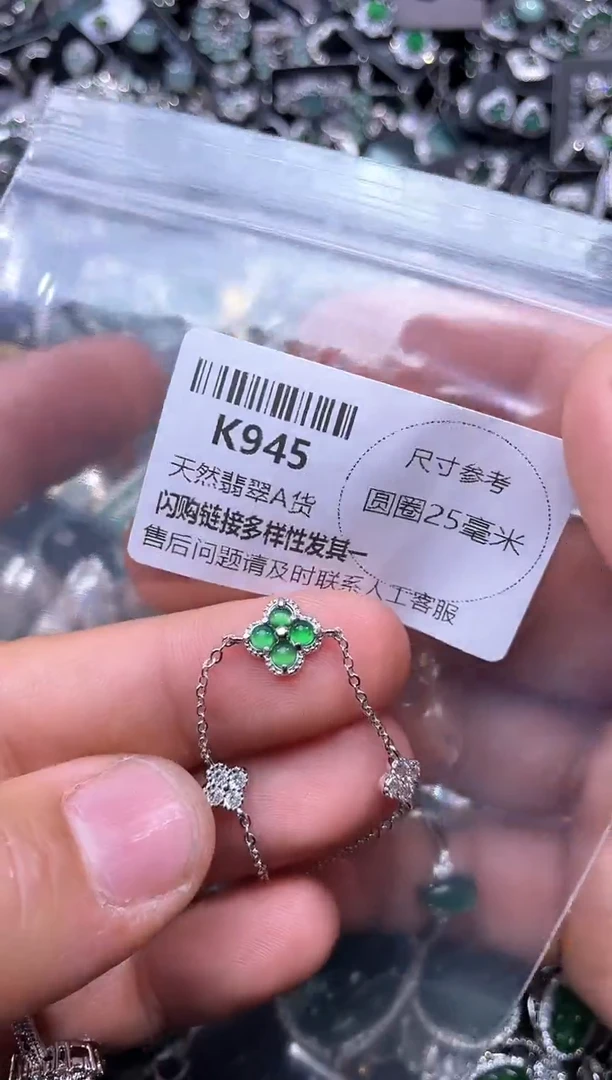 K945
天然翡翠A货
闪购链接多样性发其一
售后问题请及时联系人工客服
尺寸参考
圆圈25毫米